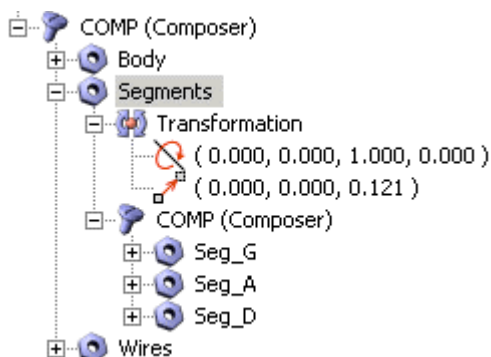 COMP (Composer)
Body
Segments
Transformation
( 0.000, 0.000, 1.000, 0.000 )
( 0.000, 0.000, 0.121 )
COMP (Composer)
Seg_G
Seg_A
Seg_D
Wires